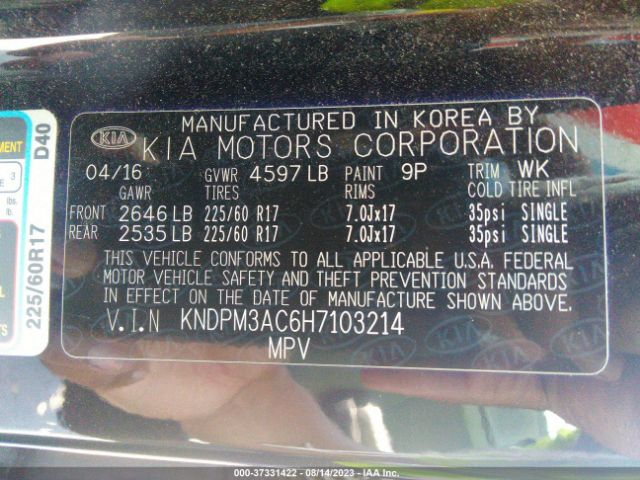 MANUFACTURED IN KOREA BY
KIA KIA MOTORS CORPORATION
04/16 GVWR 4597 LB PAINT 9P TRIM WK
GAWR TIRES RIMS COLD TIRE INFL
FRONT 2646 LB 225/60 R17 7.0Jx17 35psi SINGLE
REAR 2535 LB 225/60 R17 7.0Jx17 35psi SINGLE
THIS VEHICLE CONFORMS TO ALL APPLICABLE U.S.A. FEDERAL
MOTOR VEHICLE SAFETY AND THEFT PREVENTION STANDARDS
IN EFFECT ON THE DATE OF MANUFACTURE SHOWN ABOVE.
V.I.N KNDPM3AC6H7103214
MPV
D40
225/60R17
3
lbs.
lb.
000-37331422 - 08/14/2023 - IAA Inc.